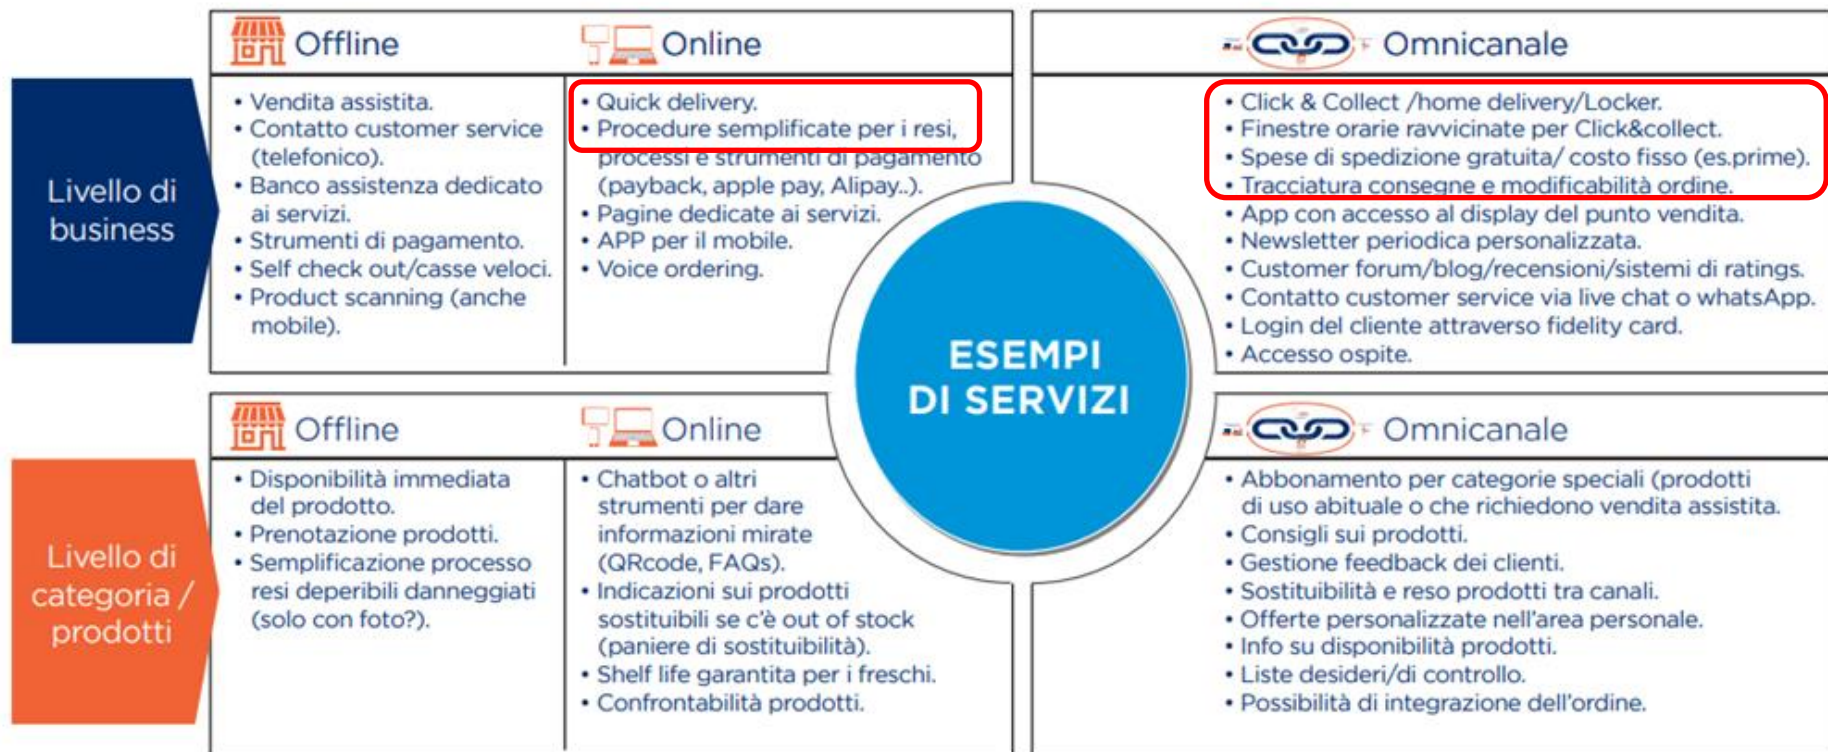 Offline
Online
Omnicanale
Livello di
business
• Vendita assistita.
• Contatto customer service
(telefonico).
• Banco assistenza dedicato
ai servizi.
• Strumenti di pagamento.
• Self check out/casse veloci.
• Product scanning (anche
mobile).
• Quick delivery.
• Procedure semplificate per i resi,
processi e strumenti di pagamento
(payback, apple pay, Alipay..).
• Pagine dedicate ai servizi.
• APP per il mobile.
• Voice ordering.
• Click & Collect /home delivery/Locker.
• Finestre orarie ravvicinate per Click&collect.
• Spese di spedizione gratuita/ costo fisso (es.prime).
• Tracciatura consegne e modificabilità ordine.
• App con accesso al display del punto vendita.
• Newsletter periodica personalizzata.
• Customer forum/blog/recensioni/sistemi di ratings.
• Contatto customer service via live chat o whatsApp.
• Login del cliente attraverso fidelity card.
• Accesso ospite.
ESEMPI
DI SERVIZI
Offline
Online
Omnicanale
Livello di
categoria /
prodotti
• Disponibilità immediata
del prodotto.
• Prenotazione prodotti.
• Semplificazione processo
resi deperibili danneggiati
(solo con foto?).
• Chatbot o altri
strumenti per dare
informazioni mirate
(QRcode, FAQs).
• Indicazioni sui prodotti
sostituibili se c'è out of stock
(paniere di sostituibilità).
• Shelf life garantita per i freschi.
• Confrontabilità prodotti.
• Abbonamento per categorie speciali (prodotti
di uso abituale o che richiedono vendita assistita.
• Consigli sui prodotti.
• Gestione feedback dei clienti.
• Sostituibilità e reso prodotti tra canali.
• Offerte personalizzate nell'area personale.
• Info su disponibilità prodotti.
• Liste desideri/di controllo.
• Possibilità di integrazione dell'ordine.